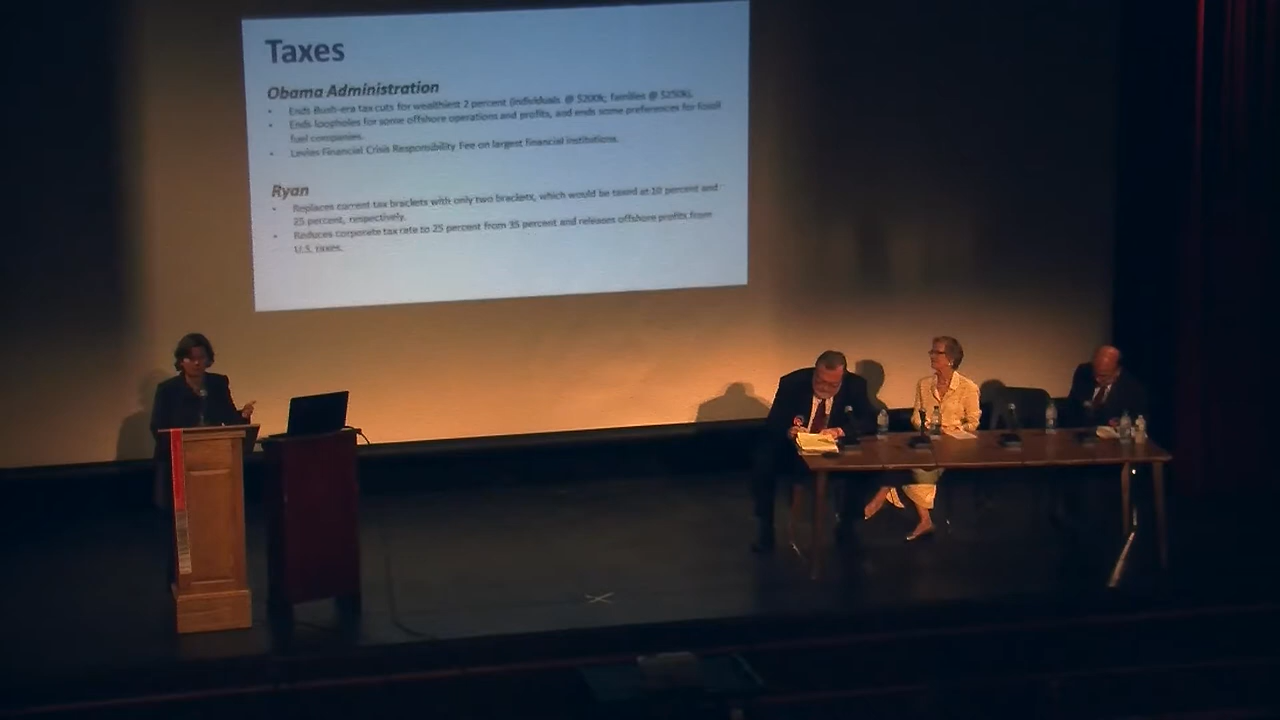 Taxes
Obama Administration
• Ends Bush-era tax cuts for wealthiest 2 percent (individuals @ $200k; families @ $250k).
• Ends loopholes for some offshore operations and profits, and ends some preferences for fossil
fuel companies.
• Levies Financial Crisis Responsibility Fee on largest financial institutions.
Ryan
• Replaces current tax brackets with only two brackets, which would be taxed at 10 percent and
25 percent, respectively.
• Reduces corporate tax rate to 25 percent from 35 percent and releases offshore profits from
U.S. taxes.